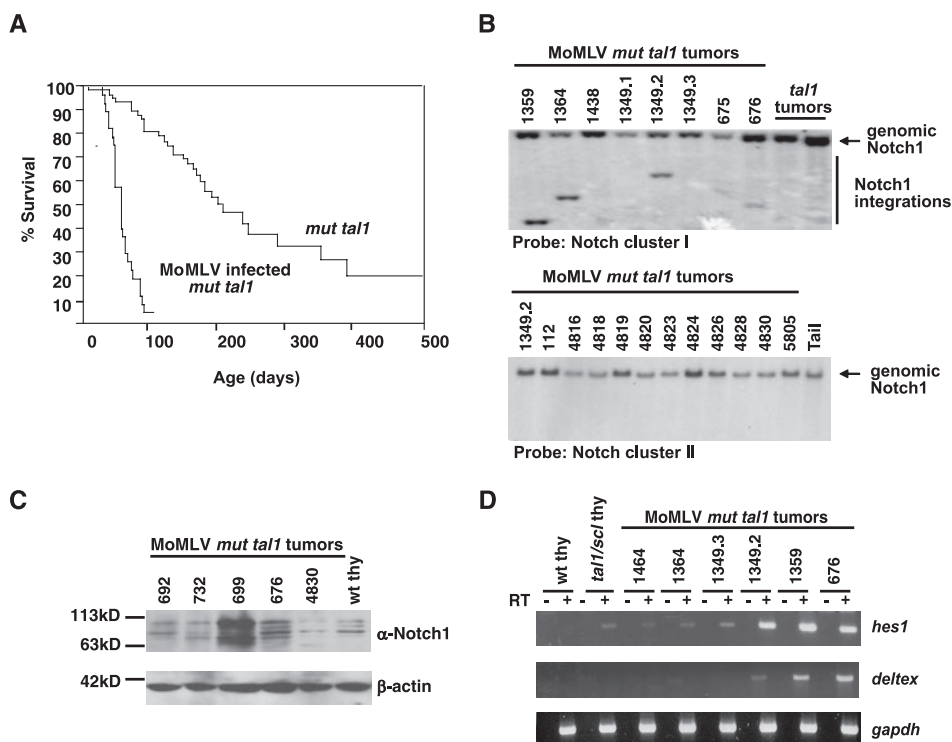 A
100
90
80
70
60
50
40
30
20
10
% Survival
mut tal1
MoMLV infected
mut tal1
0
100
200
300
400
500
Age (days)
B
MoMLV mut tal1 tumors
1359
1364
1438
1349.1
1349.2
1349.3
675
676
tal1
tumors
genomic
Notch1
Notch1
integrations
Probe: Notch cluster I
MoMLV mut tal1 tumors
1349.2
112
4816
4818
4819
4820
4823
4824
4826
4828
4830
5805
Tail
genomic
Notch1
Probe: Notch cluster II
C
MoMLV mut tal1 tumors
692
732
699
676
4830
wt thy
113kD
63kD
α-Notch1
42kD
β-actin
D
MoMLV mut tal1 tumors
wt thy
tal1/scl thy
1464
1364
1349.3
1349.2
1359
676
RT - + - + - + - + - + - + - + - +
hes1
deltex
gapdh